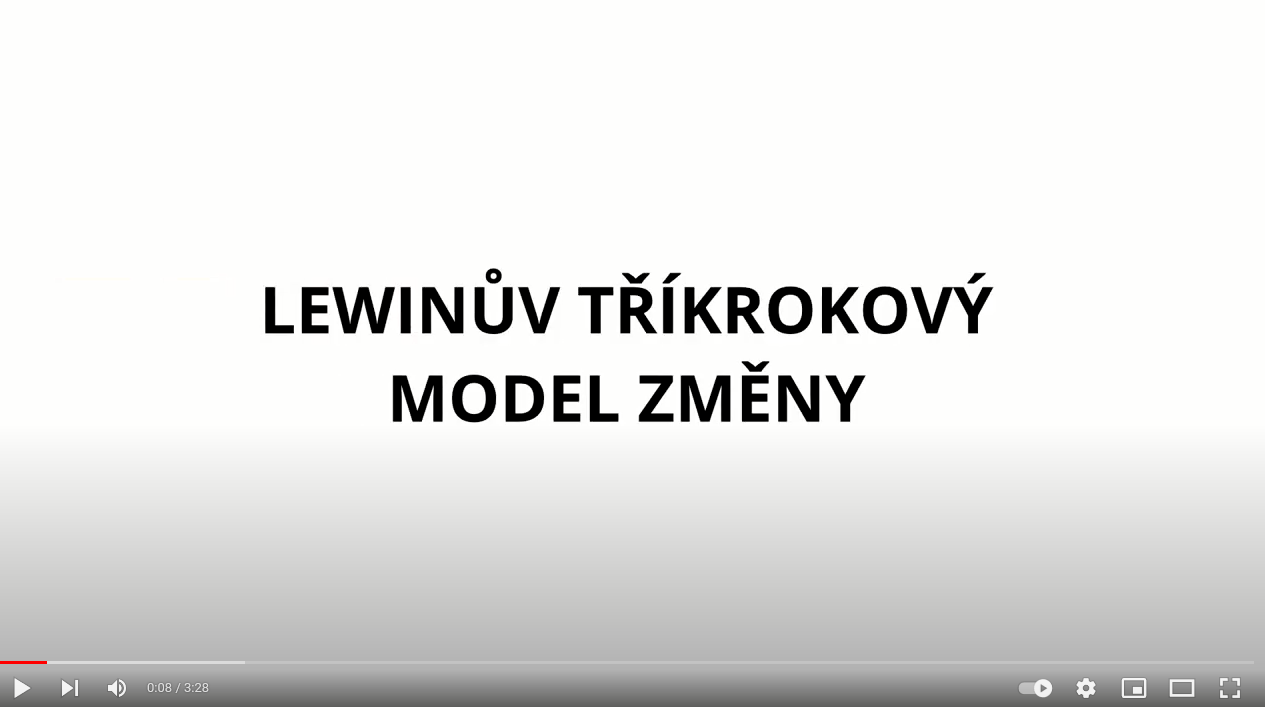 LEWINŮV TŘÍKROKOVÝ
MODEL ZMĚNY
0:08 / 3:28